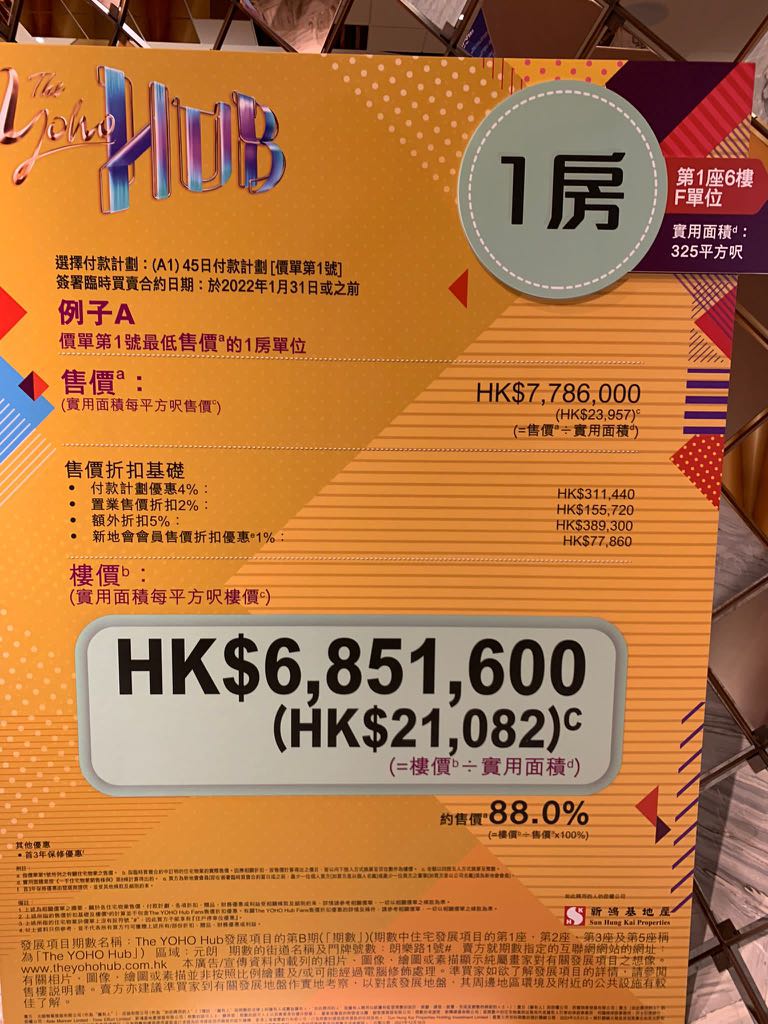 The
Yoho HUB
1房
第1座6樓
F單位
實用面積ᵈ：
325平方呎
選擇付款計劃：(A1) 45日付款計劃 [價單第1號]
簽署臨時買賣合約日期：於2022年1月31日或之前
例子A
價單第1號最低售價ᵃ的1房單位
售價ᵃ：
HK$7,786,000
(實用面積每平方呎售價ᶜ)
(HK$23,957)ᶜ
(=售價ᵃ÷實用面積ᵈ)
售價折扣基礎
• 付款計劃優惠4%： HK$311,440
• 置業售價折扣2%： HK$155,720
• 額外折扣5%： HK$389,300
• 新地會會員售價折扣優惠ᵉ1%： HK$77,860
樓價ᵇ：
(實用面積每平方呎樓價ᶜ)
HK$6,851,600
(HK$21,082)ᶜ
(=樓價ᵇ÷實用面積ᵈ)
約售價ᵃ88.0%
(=樓價ᵇ÷售價ᵃx100%)
其他優惠
• 首3年保修優惠ᶠ
新鴻基地產
Sun Hung Kai Properties
發展項目期數名稱：The YOHO Hub發展項目的第B期(「期數」)(期數中住宅發展項目的第1座，第2座、第3座及第5座稱
為「The YOHO Hub」) 區域：元朗 期數的街道名稱及門牌號數：朗樂路1號# 賣方就期數指定的互聯網網站的網址：
www.theyohohub.com.hk 本廣告/宣傳資料內載列的相片、圖像、繪圖或素描顯示純屬畫家對有關發展項目之想像。
有關相片、圖像、繪圖或素描並非按照比例繪畫及/或可能經過電腦修飾處理。準買家如欲了解發展項目的詳情，請參閱
售樓說明書。賣方亦建議準買家到有關發展地盤作實地考察，以對該發展地盤、其周邊地區環境及附近的公共設施有較
佳了解。